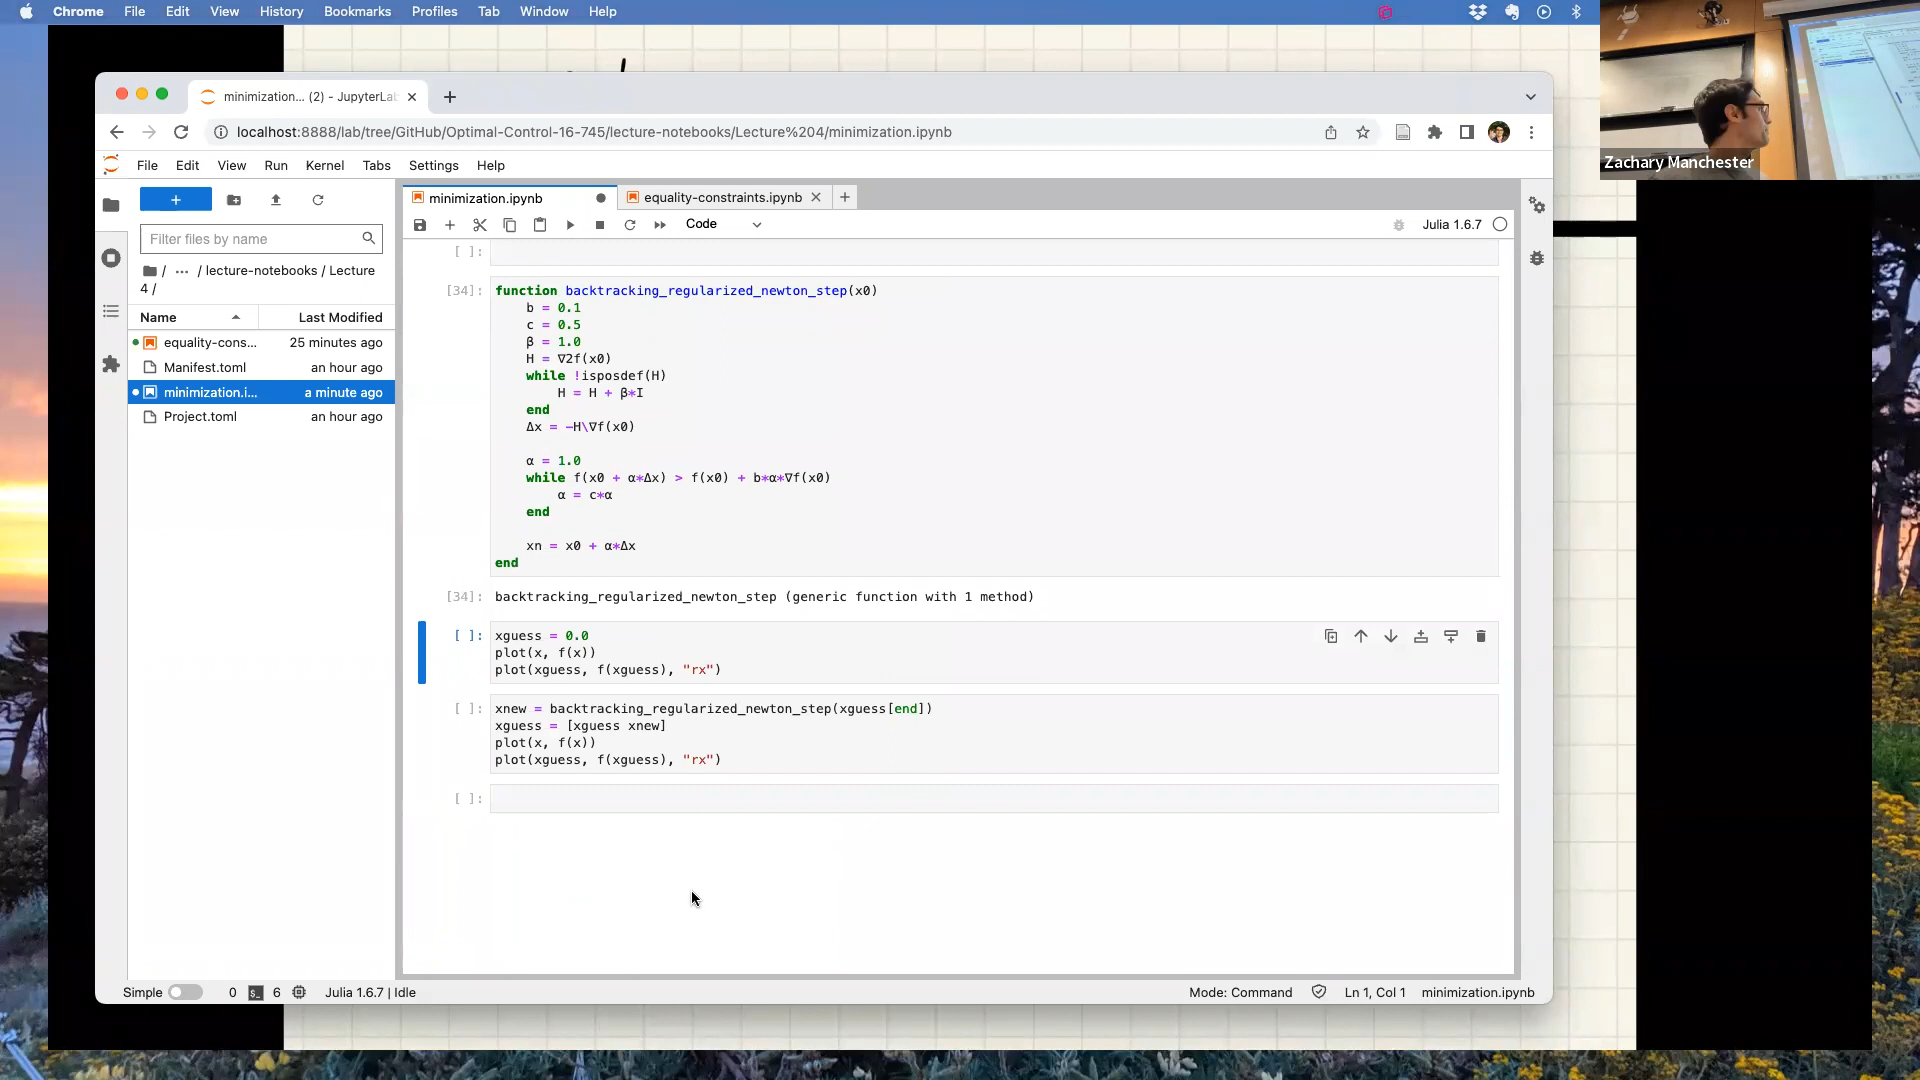 Chrome File Edit View History Bookmarks Profiles Tab Window Help
minimization... (2) - JupyterLab
localhost:8888/lab/tree/GitHub/Optimal-Control-16-745/lecture-notebooks/Lecture%204/minimization.ipynb
Zachary Manchester
File Edit View Run Kernel Tabs Settings Help
minimization.ipynb equality-constraints.ipynb
Code Julia 1.6.7
Filter files by name
/ ... / lecture-notebooks / Lecture
4 /
Name Last Modified
equality-cons... 25 minutes ago
Manifest.toml an hour ago
minimization.i... a minute ago
Project.toml an hour ago
[ ]:
[34]: function backtracking_regularized_newton_step(x0)
b = 0.1
c = 0.5
β = 1.0
H = ∇2f(x0)
while !isposdef(H)
H = H + β*I
end
Δx = -H\∇f(x0)
α = 1.0
while f(x0 + α*Δx) > f(x0) + b*α*∇f(x0)
α = c*α
end
xn = x0 + α*Δx
end
[34]: backtracking_regularized_newton_step (generic function with 1 method)
[ ]: xguess = 0.0
plot(x, f(x))
plot(xguess, f(xguess), "rx")
[ ]: xnew = backtracking_regularized_newton_step(xguess[end])
xguess = [xguess xnew]
plot(x, f(x))
plot(xguess, f(xguess), "rx")
[ ]:
Simple 0 $_ 6 Julia 1.6.7 | Idle Mode: Command Ln 1, Col 1 minimization.ipynb